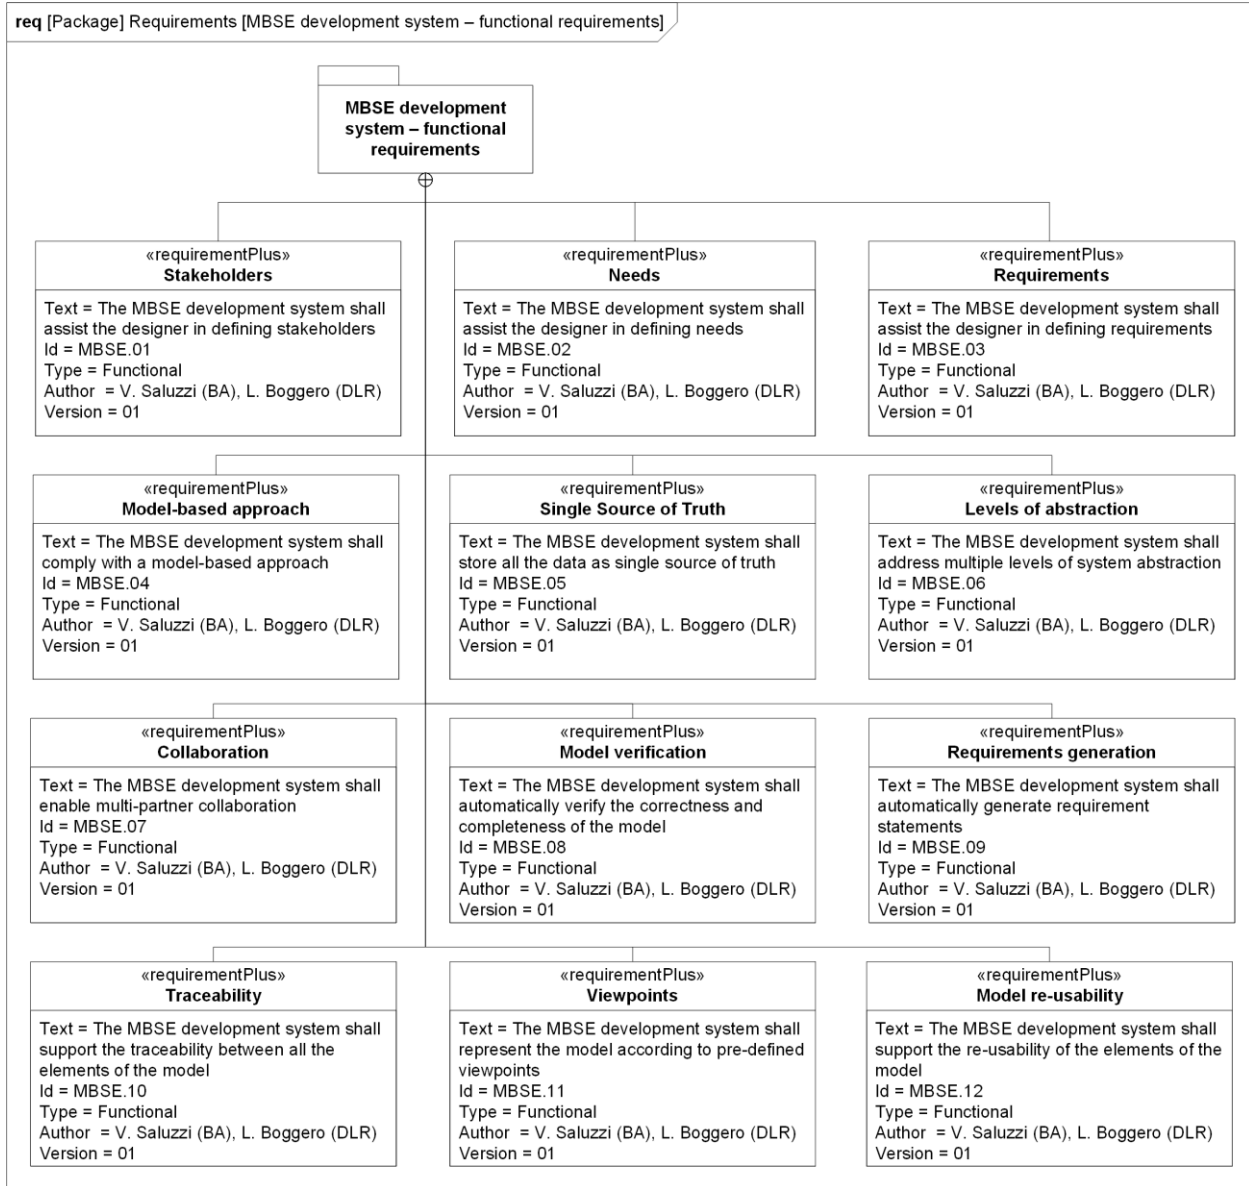 req [Package] Requirements [MBSE development system – functional requirements]
MBSE development
system – functional
requirements
«requirementPlus»
Stakeholders
Text = The MBSE development system shall
assist the designer in defining stakeholders
Id = MBSE.01
Type = Functional
Author = V. Saluzzi (BA), L. Boggero (DLR)
Version = 01
«requirementPlus»
Needs
Text = The MBSE development system shall
assist the designer in defining needs
Id = MBSE.02
Type = Functional
Author = V. Saluzzi (BA), L. Boggero (DLR)
Version = 01
«requirementPlus»
Requirements
Text = The MBSE development system shall
assist the designer in defining requirements
Id = MBSE.03
Type = Functional
Author = V. Saluzzi (BA), L. Boggero (DLR)
Version = 01
«requirementPlus»
Model-based approach
Text = The MBSE development system shall
comply with a model-based approach
Id = MBSE.04
Type = Functional
Author = V. Saluzzi (BA), L. Boggero (DLR)
Version = 01
«requirementPlus»
Single Source of Truth
Text = The MBSE development system shall
store all the data as single source of truth
Id = MBSE.05
Type = Functional
Author = V. Saluzzi (BA), L. Boggero (DLR)
Version = 01
«requirementPlus»
Levels of abstraction
Text = The MBSE development system shall
address multiple levels of system abstraction
Id = MBSE.06
Type = Functional
Author = V. Saluzzi (BA), L. Boggero (DLR)
Version = 01
«requirementPlus»
Collaboration
Text = The MBSE development system shall
enable multi-partner collaboration
Id = MBSE.07
Type = Functional
Author = V. Saluzzi (BA), L. Boggero (DLR)
Version = 01
«requirementPlus»
Model verification
Text = The MBSE development system shall
automatically verify the correctness and
completeness of the model
Id = MBSE.08
Type = Functional
Author = V. Saluzzi (BA), L. Boggero (DLR)
Version = 01
«requirementPlus»
Requirements generation
Text = The MBSE development system shall
automatically generate requirement
statements
Id = MBSE.09
Type = Functional
Author = V. Saluzzi (BA), L. Boggero (DLR)
Version = 01
«requirementPlus»
Traceability
Text = The MBSE development system shall
support the traceability between all the
elements of the model
Id = MBSE.10
Type = Functional
Author = V. Saluzzi (BA), L. Boggero (DLR)
Version = 01
«requirementPlus»
Viewpoints
Text = The MBSE development system shall
represent the model according to pre-defined
viewpoints
Id = MBSE.11
Type = Functional
Author = V. Saluzzi (BA), L. Boggero (DLR)
Version = 01
«requirementPlus»
Model re-usability
Text = The MBSE development system shall
support the re-usability of the elements of the
model
Id = MBSE.12
Type = Functional
Author = V. Saluzzi (BA), L. Boggero (DLR)
Version = 01